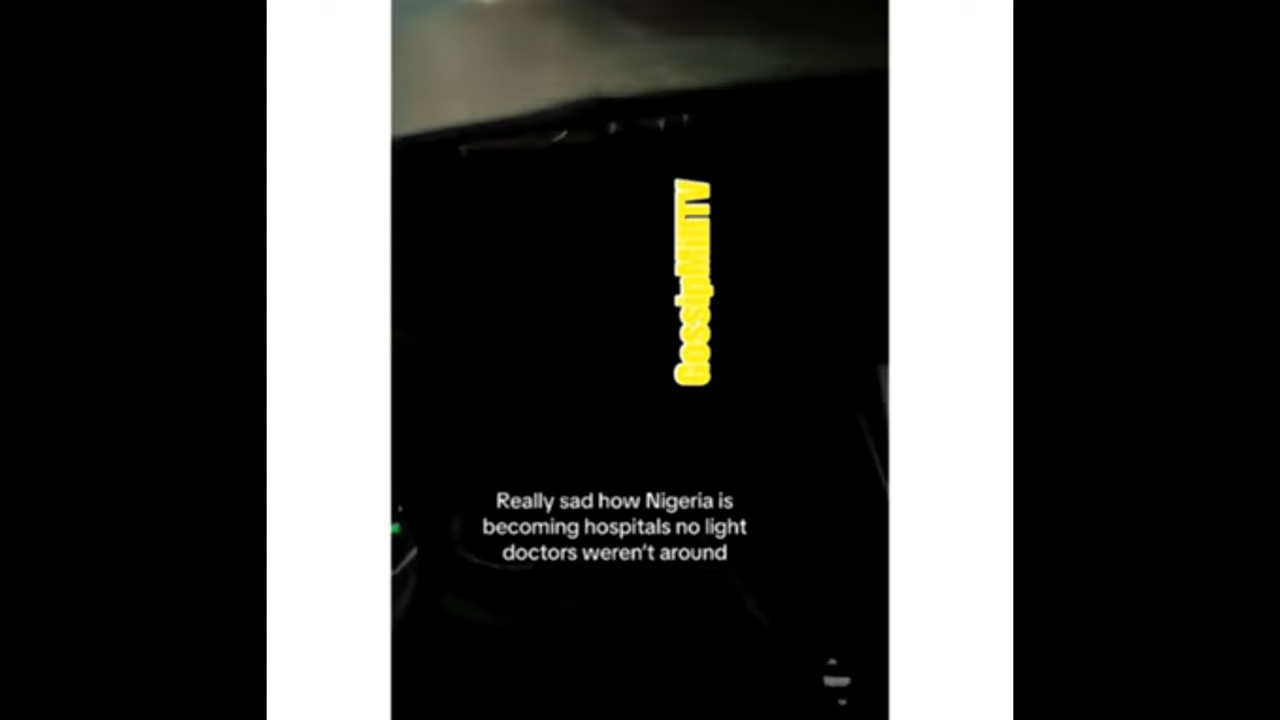 GossipMillTV
Really sad how Nigeria is
becoming hospitals no light
doctors weren't around